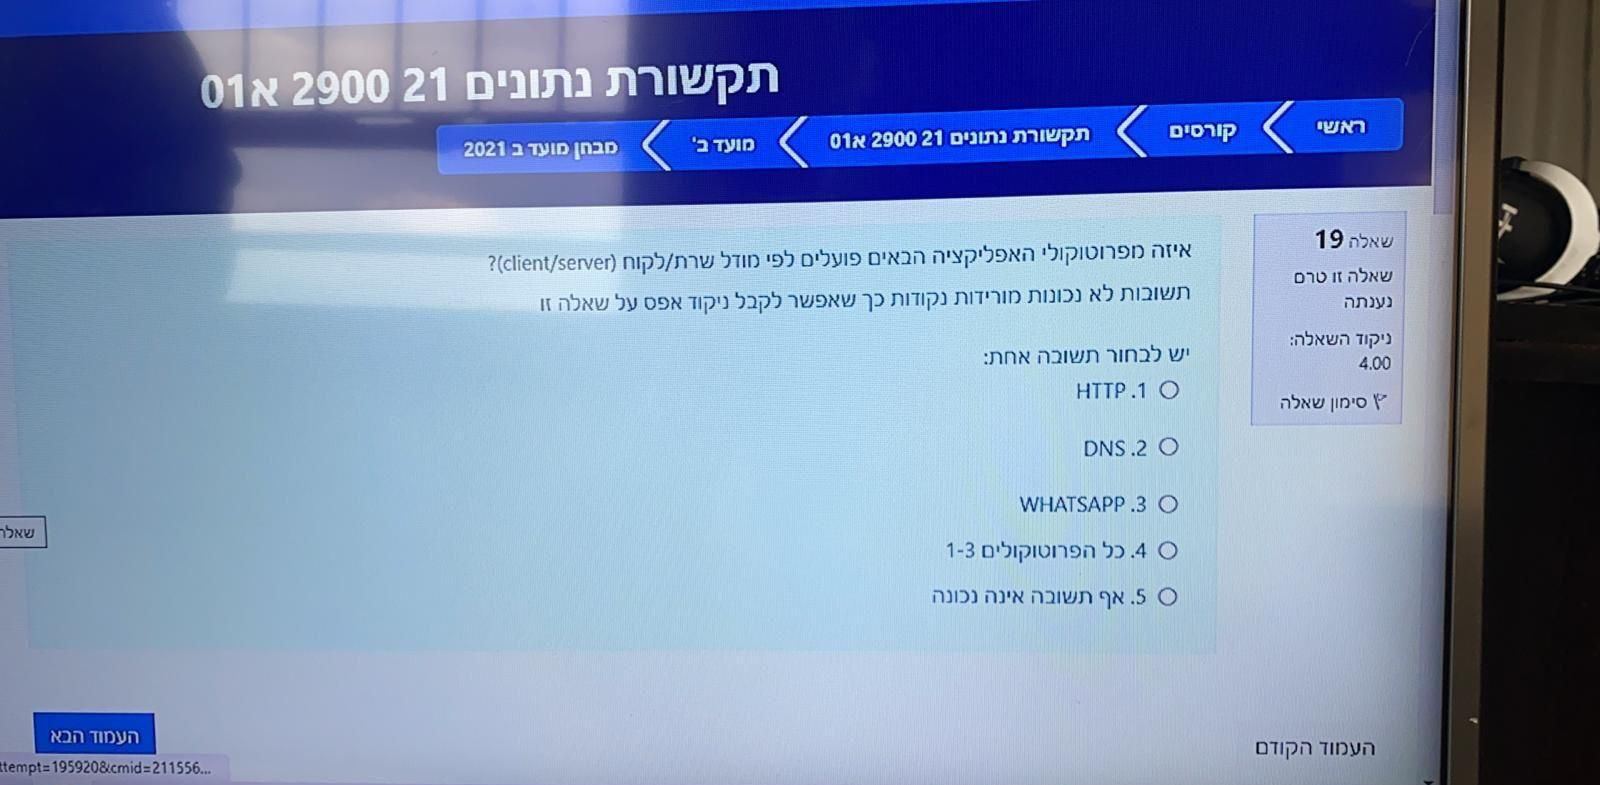 תקשורת נתונים 21 2900 א01
ראשי
קורסים
תקשורת נתונים 21 2900 א01
מועד ב'
מבחן מועד ב 2021
שאלה 19
שאלה זו טרם
נענתה
ניקוד השאלה:
4.00
סימון שאלה
איזה מפרוטוקולי האפליקציה הבאים פועלים לפי מודל שרת/לקוח (client/server)?
תשובות לא נכונות מורידות נקודות כך שאפשר לקבל ניקוד אפס על שאלה זו
יש לבחור תשובה אחת:
1. HTTP
2. DNS
3. WHATSAPP
4. כל הפרוטוקולים 1-3
5. אף תשובה אינה נכונה
העמוד הקודם
העמוד הבא
ttempt=195920&cmid=211556...